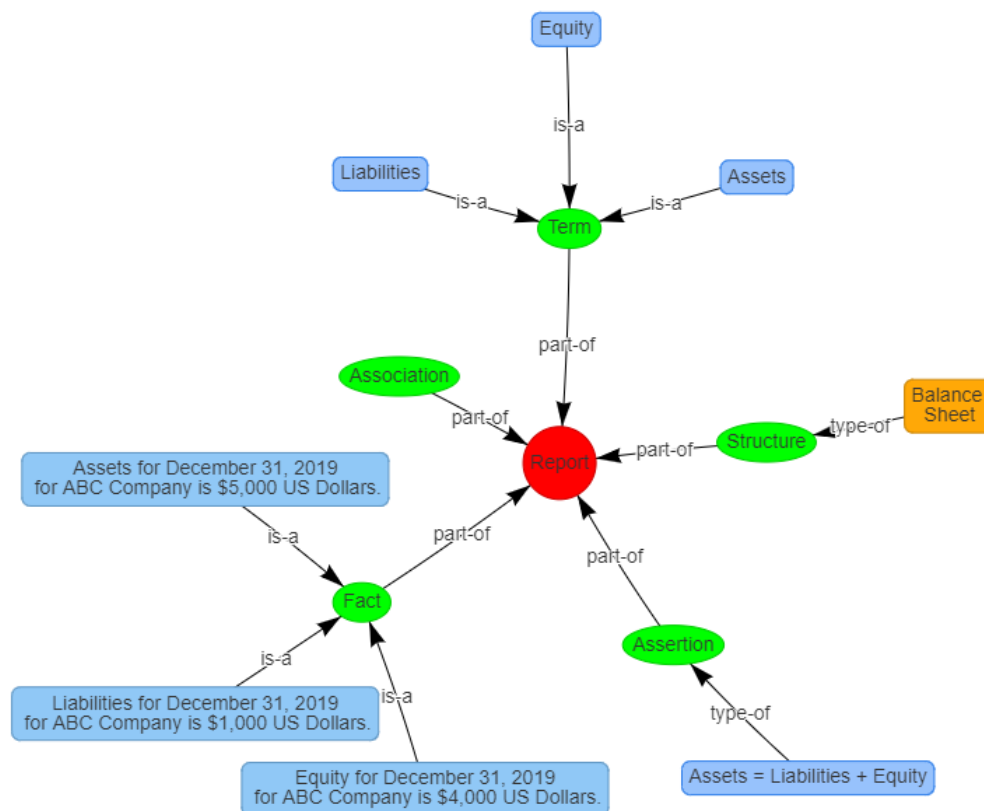 Equity
is-a
Liabilities
Assets
is-a
is-a
Term
part-of
Association
Balance
Sheet
part-of
type-of
Structure
part-of
Report
Assets for December 31, 2019
for ABC Company is $5,000 US Dollars.
is-a
part-of
part-of
Fact
Assertion
is-a
Liabilities for December 31, 2019
for ABC Company is $1,000 US Dollars.
is-a
type-of
Equity for December 31, 2019
for ABC Company is $4,000 US Dollars.
Assets = Liabilities + Equity